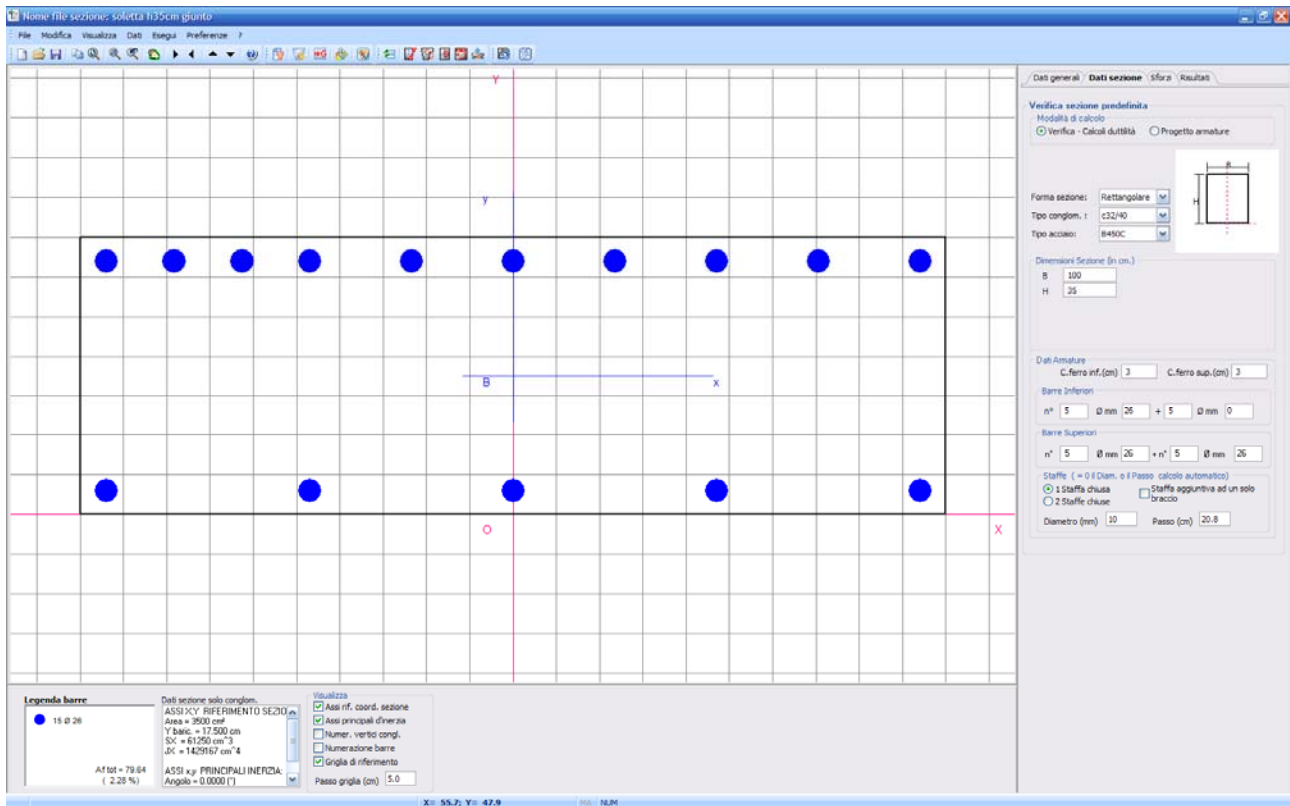 Nome file sezione: soletta h35cm giunto
File Modifica Visualizza Dati Esegui Preferenze ?
Y
y
B
x
O
X
Dati generali Dati sezione Sforzi Risultati
Verifica sezione predefinita
Modalità di calcolo
Verifica - Calcoli duttilità Progetto armature
B
H
Forma sezione: Rettangolare
Tipo conglom. : c32/40
Tipo acciaio: B450C
Dimensioni Sezione (in cm.)
B 100
H 35
Dati Armature
C.ferro inf.(cm) 3 C.ferro sup.(cm) 3
Barre Inferiori
n° 5 Ø mm 26 + 5 Ø mm 0
Barre Superiori
n° 5 Ø mm 26 + n° 5 Ø mm 26
Staffe ( = 0 il Diam. o il Passo calcolo automatico)
1 Staffa chiusa
2 Staffe chiuse
Staffa aggiuntiva ad un solo
braccio
Diametro (mm) 10 Passo (cm) 20.8
Legenda barre
15 Ø 26
Af tot = 79.64
( 2.28 %)
Dati sezione solo conglom.
ASSI X,Y RIFERIMENTO SEZIO
Area = 3500 cm²
Y baric. = 17.500 cm
SX = 61250 cm^3
JX = 1429167 cm^4
ASSI x,y PRINCIPALI INERZIA:
Angolo = 0.0000 (°)
Visualizza
Assi rif. coord. sezione
Assi principali d'inerzia
Numer. vertici congl.
Numerazione barre
Griglia di riferimento
Passo griglia (cm) 5.0
X= 55.7; Y= 47.9 NUM